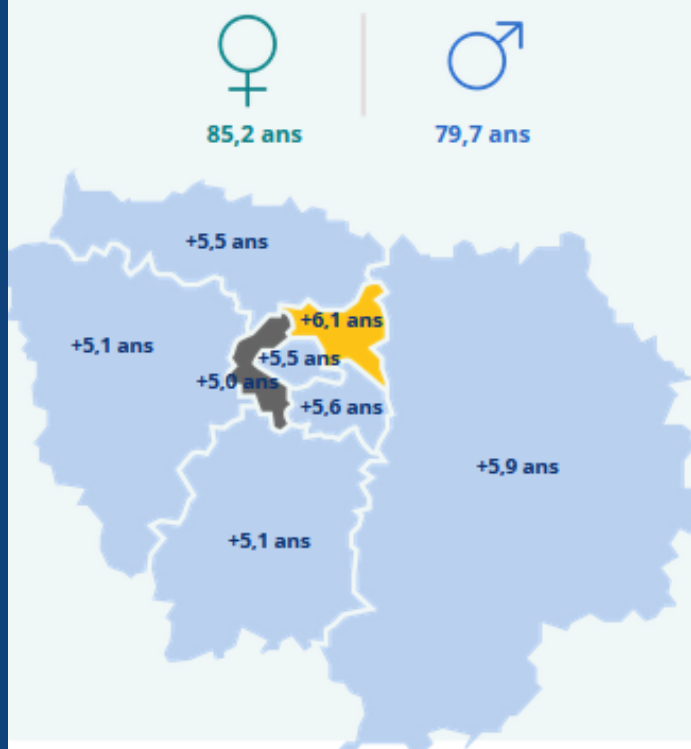 85,2 ans
79,7 ans
+5,5 ans
+6,1 ans
+5,1 ans
+5,5 ans
+5,0 ans
+5,6 ans
+5,9 ans
+5,1 ans